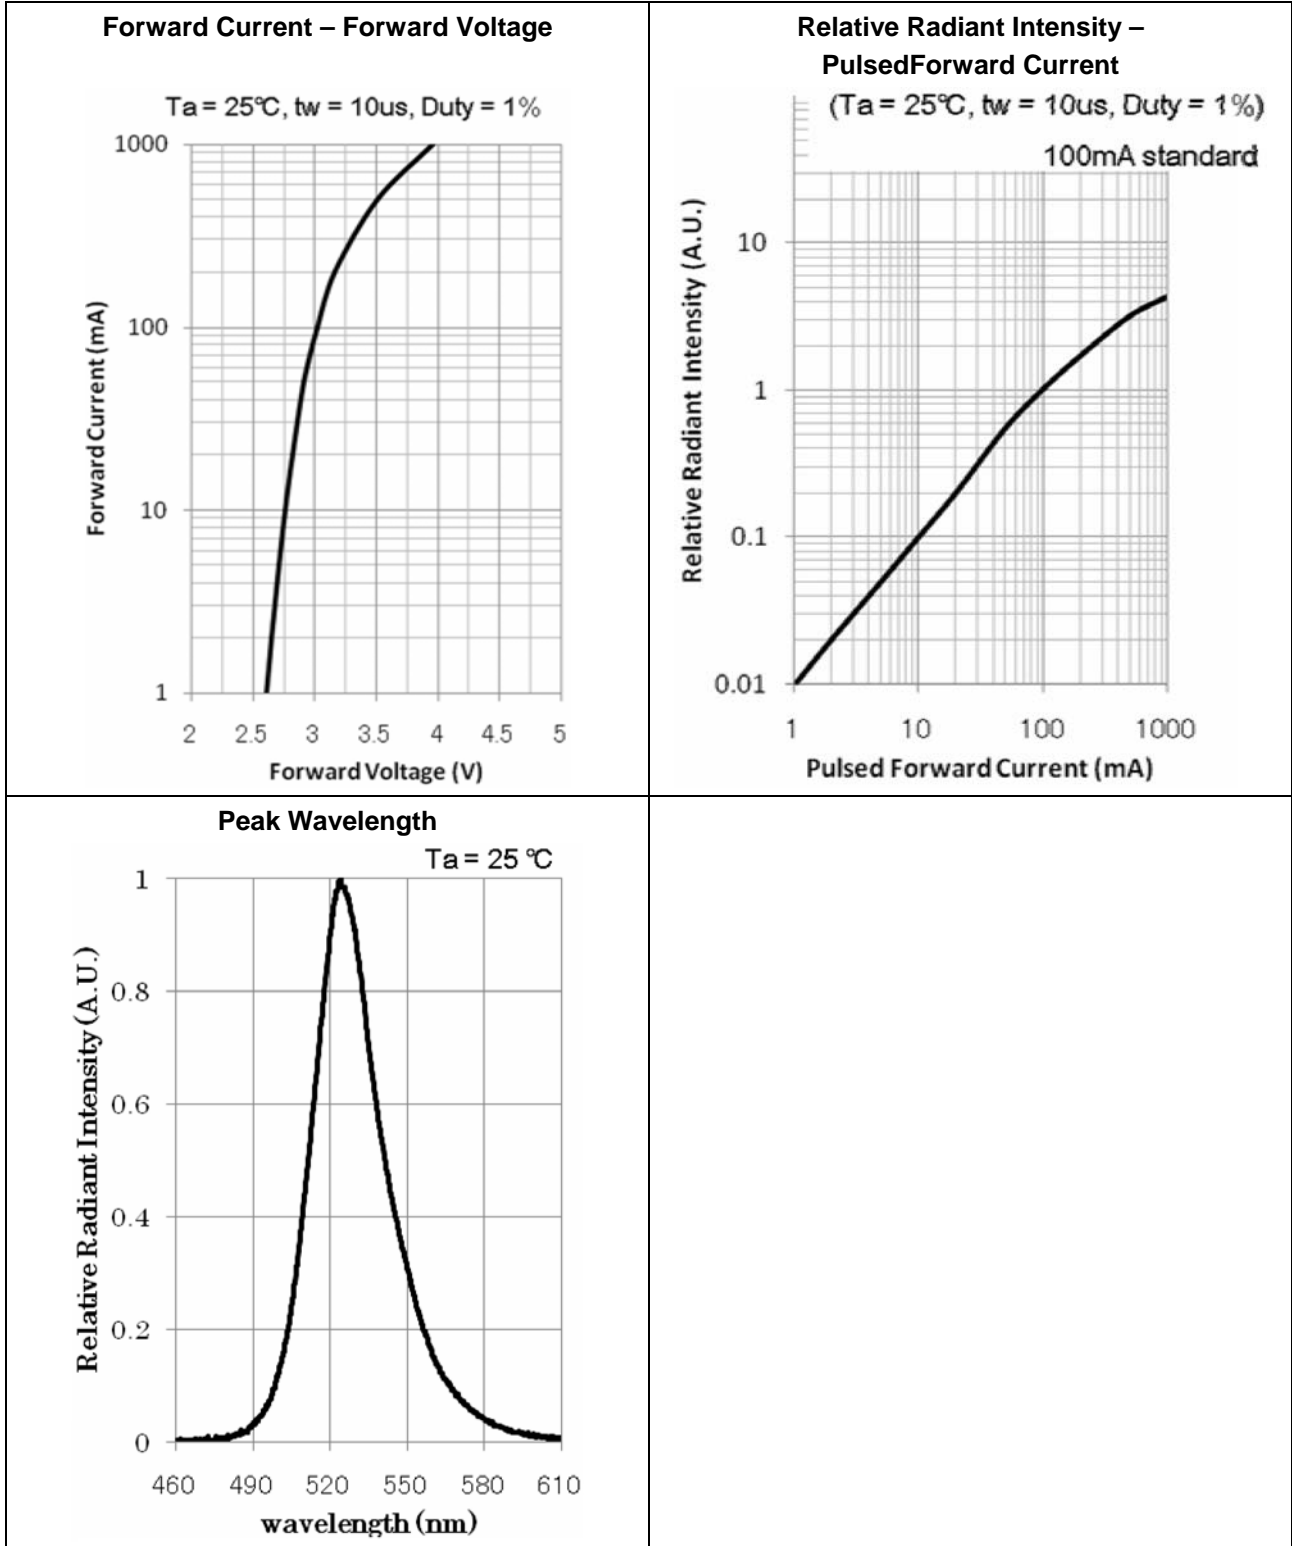 Forward Current – Forward Voltage
Ta = 25℃, tw = 10us, Duty = 1%
1000
100
10
1
Forward Current (mA)
2 2.5 3 3.5 4 4.5 5
Forward Voltage (V)
Relative Radiant Intensity –
PulsedForward Current
(Ta = 25℃, tw = 10us, Duty = 1%)
100mA standard
10
1
0.1
0.01
Relative Radiant Intensity (A.U.)
1 10 100 1000
Pulsed Forward Current (mA)
Peak Wavelength
Ta = 25 ℃
1
0.8
0.6
0.4
0.2
0
Relative Radiant Intensity (A.U.)
460 490 520 550 580 610
wavelength (nm)